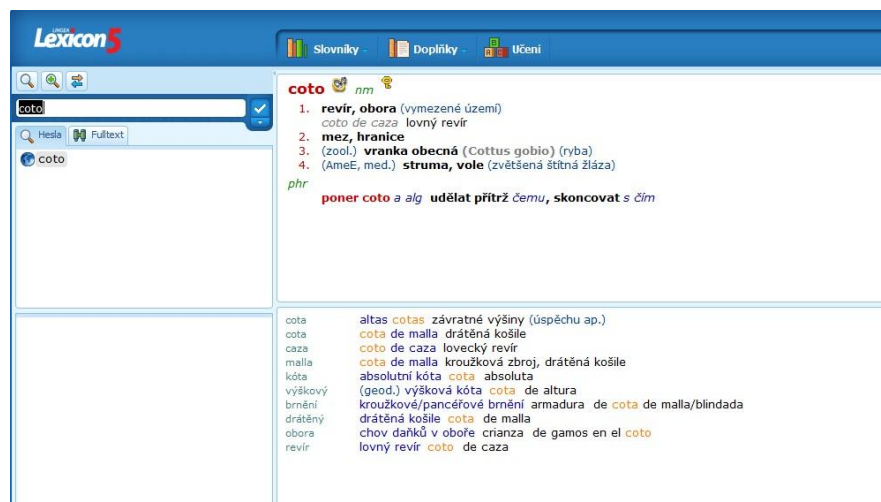 LINGEA
Lexicon 5
Slovníky
Doplňky
Učení
coto
Hesla
Fulltext
coto
coto nm
1. revír, obora (vymezené území)
coto de caza lovný revír
2. mez, hranice
3. (zool.) vranka obecná (Cottus gobio) (ryba)
4. (AmeE, med.) struma, vole (zvětšená štítná žláza)
phr
poner coto a alg udělat přítrž čemu, skoncovat s čím
cota altas cotas závratné výšiny (úspěchu ap.)
cota cota de malla drátěná košile
caza coto de caza lovecký revír
malla cota de malla kroužková zbroj, drátěná košile
kóta absolutní kóta cota absoluta
výškový (geod.) výšková kóta cota de altura
brnění kroužkové/pancéřové brnění armadura de cota de malla/blindada
drátěný drátěná košile cota de malla
obora chov daňků v oboře crianza de gamos en el coto
revír lovný revír coto de caza